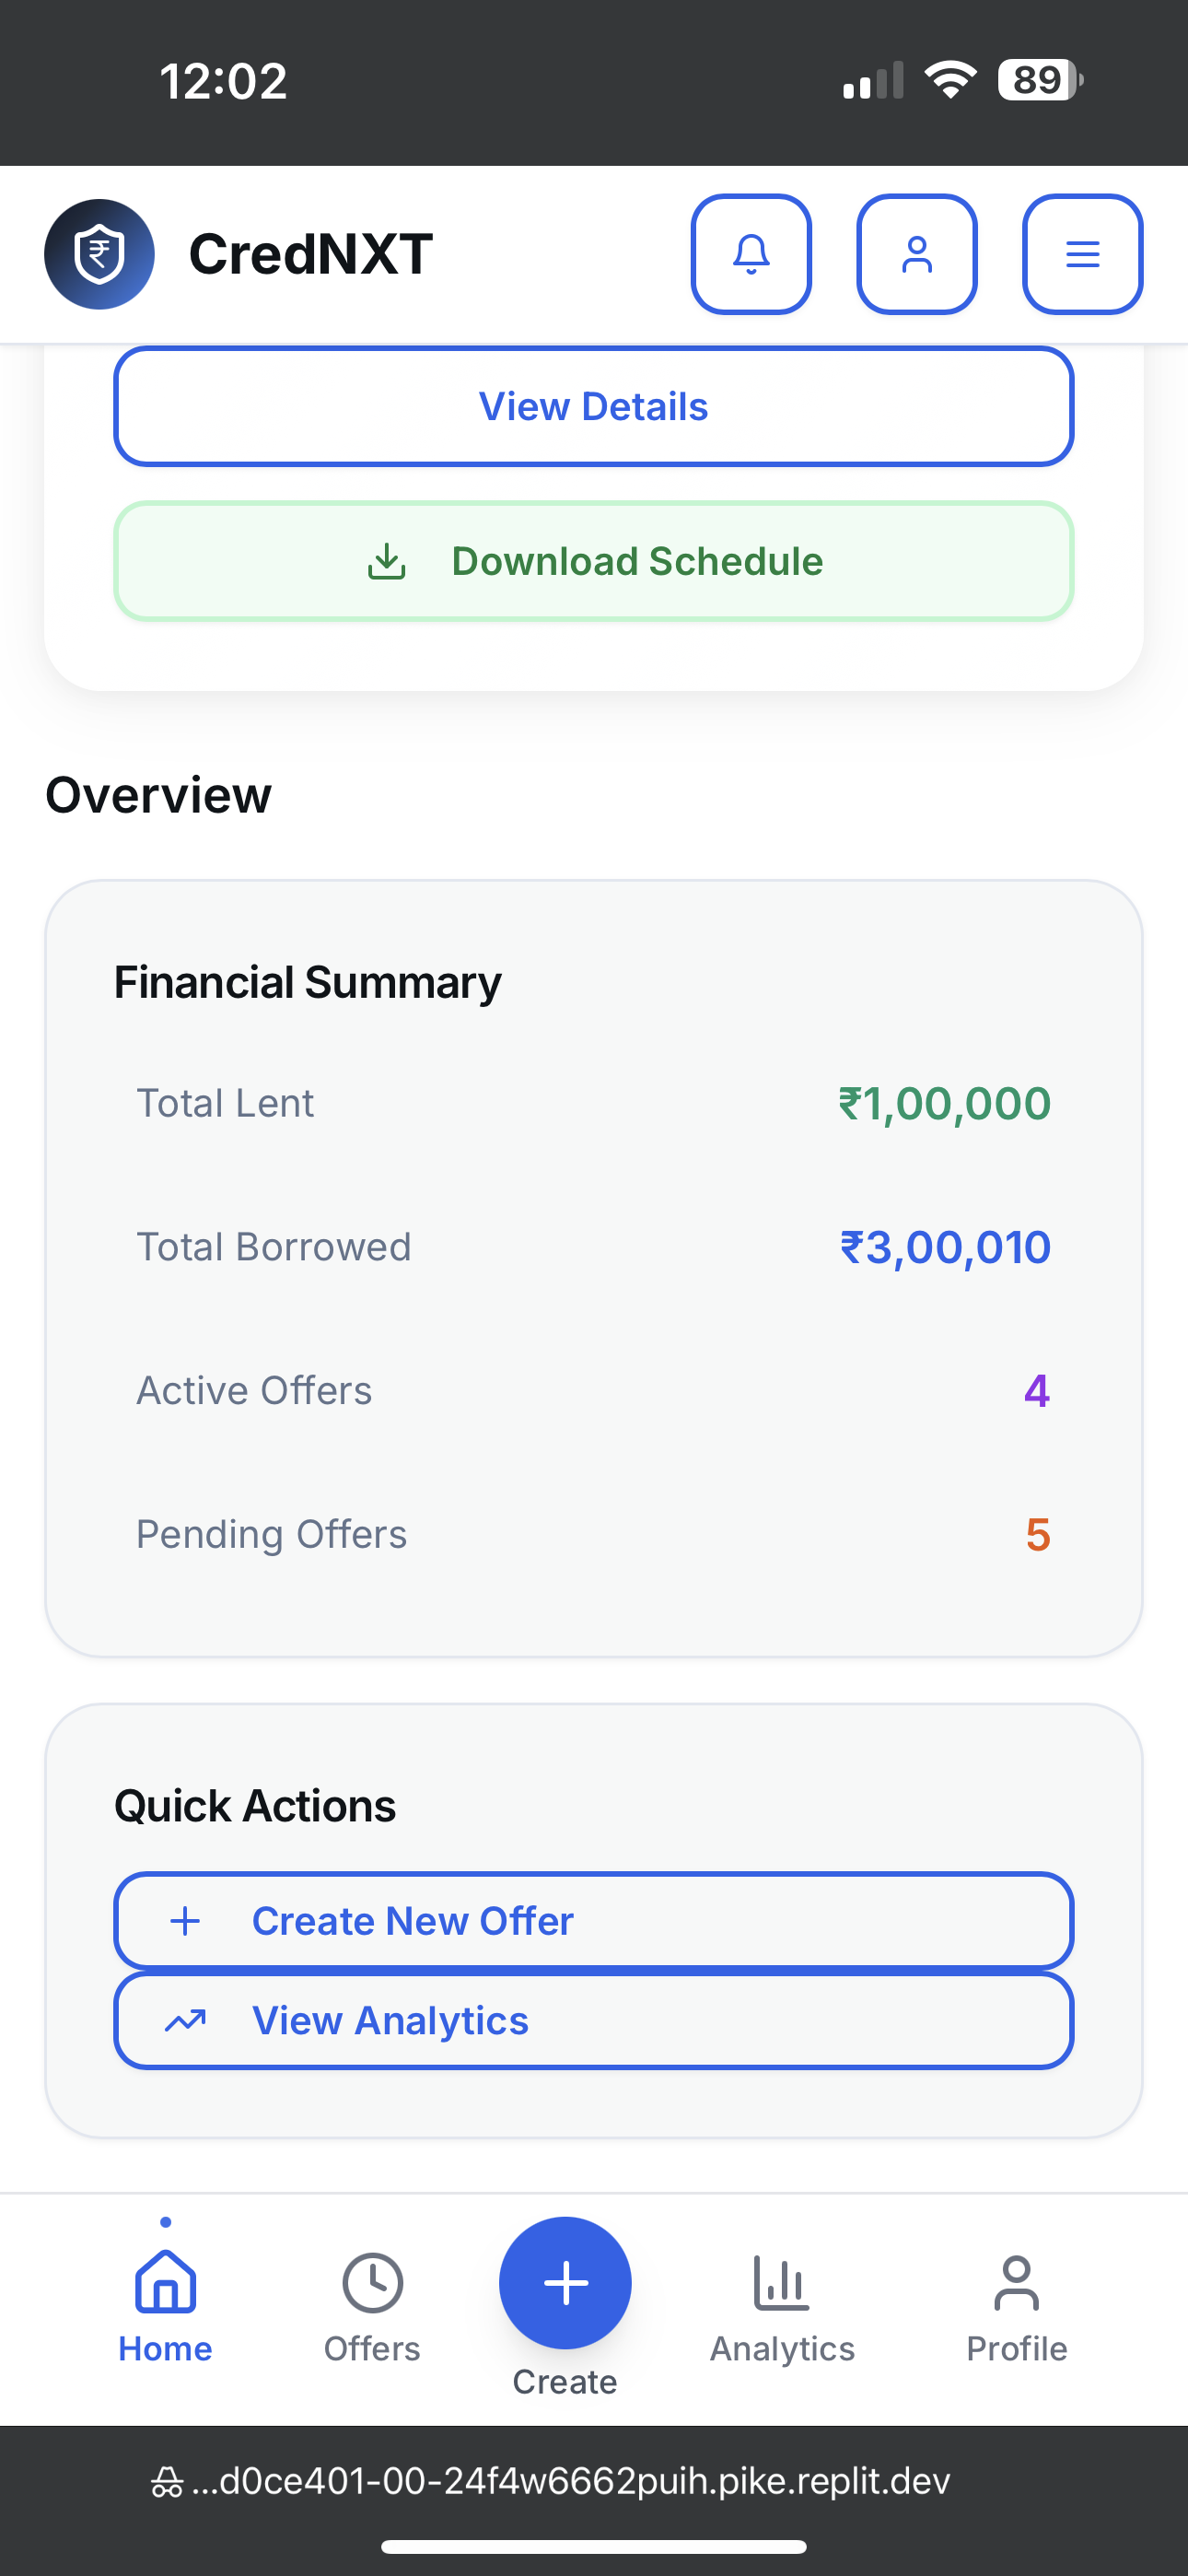 12:02
89
CredNXT
View Details
Download Schedule
Overview
Financial Summary
Total Lent ₹1,00,000
Total Borrowed ₹3,00,010
Active Offers 4
Pending Offers 5
Quick Actions
Create New Offer
View Analytics
Home Offers Create Analytics Profile
...d0ce401-00-24f4w6662puih.pike.replit.dev